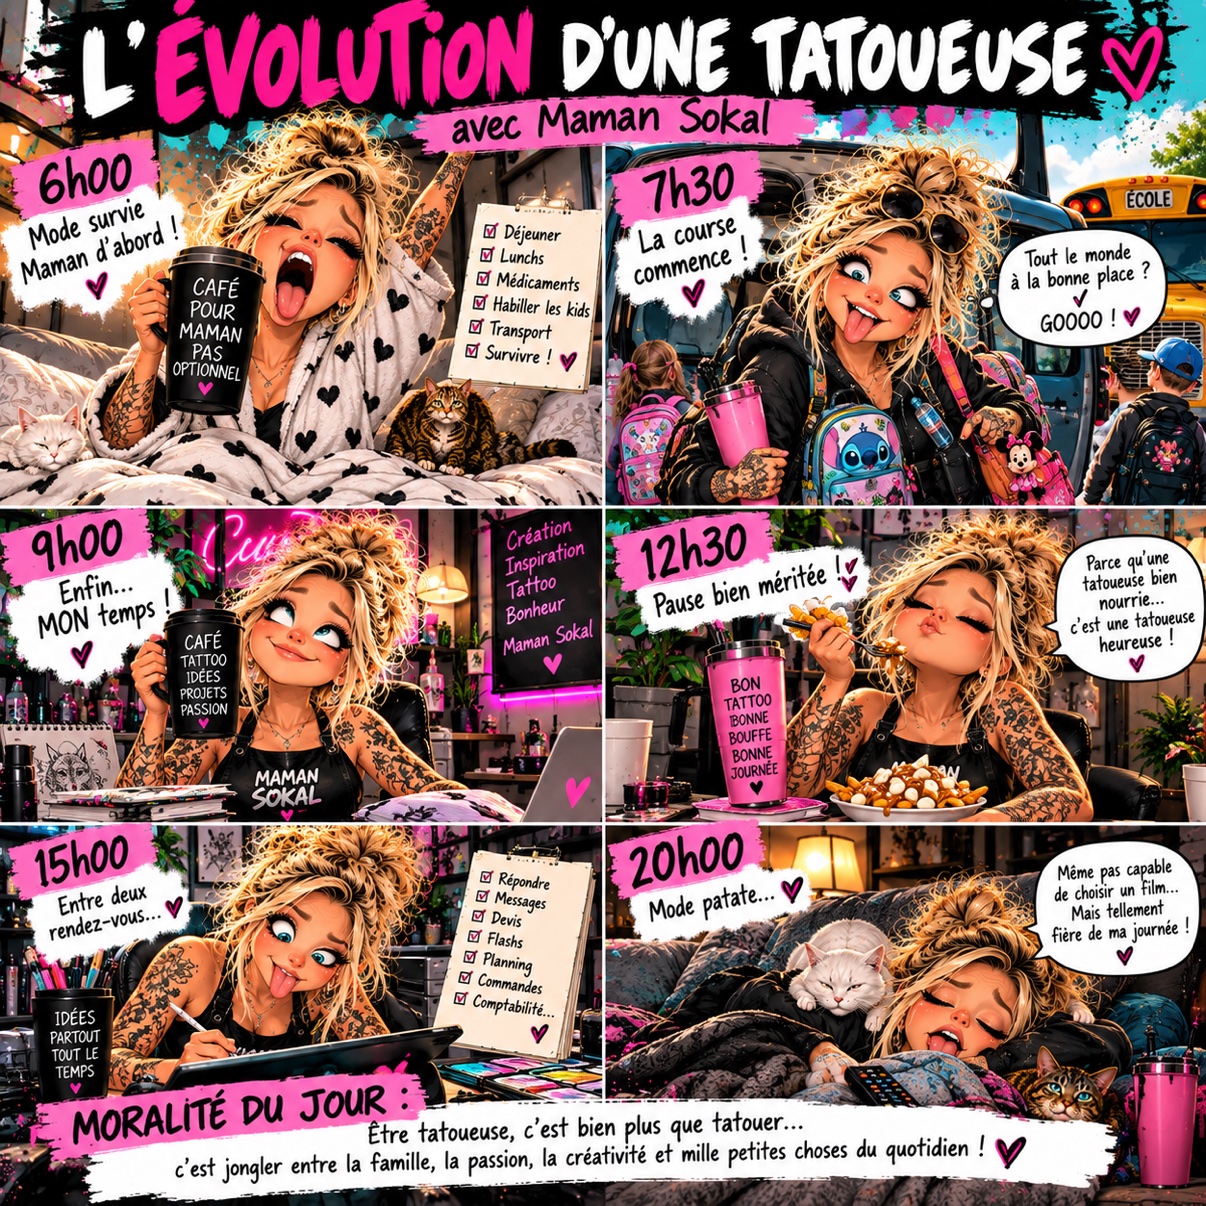 L'ÉVOLUTION D'UNE TATOUEUSE
avec Maman Sokal
6h00
Mode survie
Maman d'abord !
CAFÉ
POUR
MAMAN
PAS
OPTIONNEL
Déjeuner
Lunchs
Médicaments
Habiller les kids
Transport
Survivre !
7h30
La course
commence !
ÉCOLE
Tout le monde
à la bonne place ?
GOOOO !
9h00
Enfin...
MON temps !
CAFÉ
TATTOO
IDÉES
PROJETS
PASSION
Création
Inspiration
Tattoo
Bonheur
Maman Sokal
MAMAN
SOKAL
12h30
Pause bien méritée !
Parce qu'une
tatoueuse bien
nourrie...
c'est une tatoueuse
heureuse !
BON
TATTOO
BONNE
BOUFFE
BONNE
JOURNÉE
15h00
Entre deux
rendez-vous...
IDÉES
PARTOUT
TOUT LE
TEMPS
Répondre
Messages
Devis
Flashs
Planning
Commandes
Comptabilité...
20h00
Mode patate...
Même pas capable
de choisir un film...
Mais tellement
fière de ma journée !
MORALITÉ DU JOUR :
Être tatoueuse, c'est bien plus que tatouer...
c'est jongler entre la famille, la passion, la créativité et mille petites choses du quotidien !